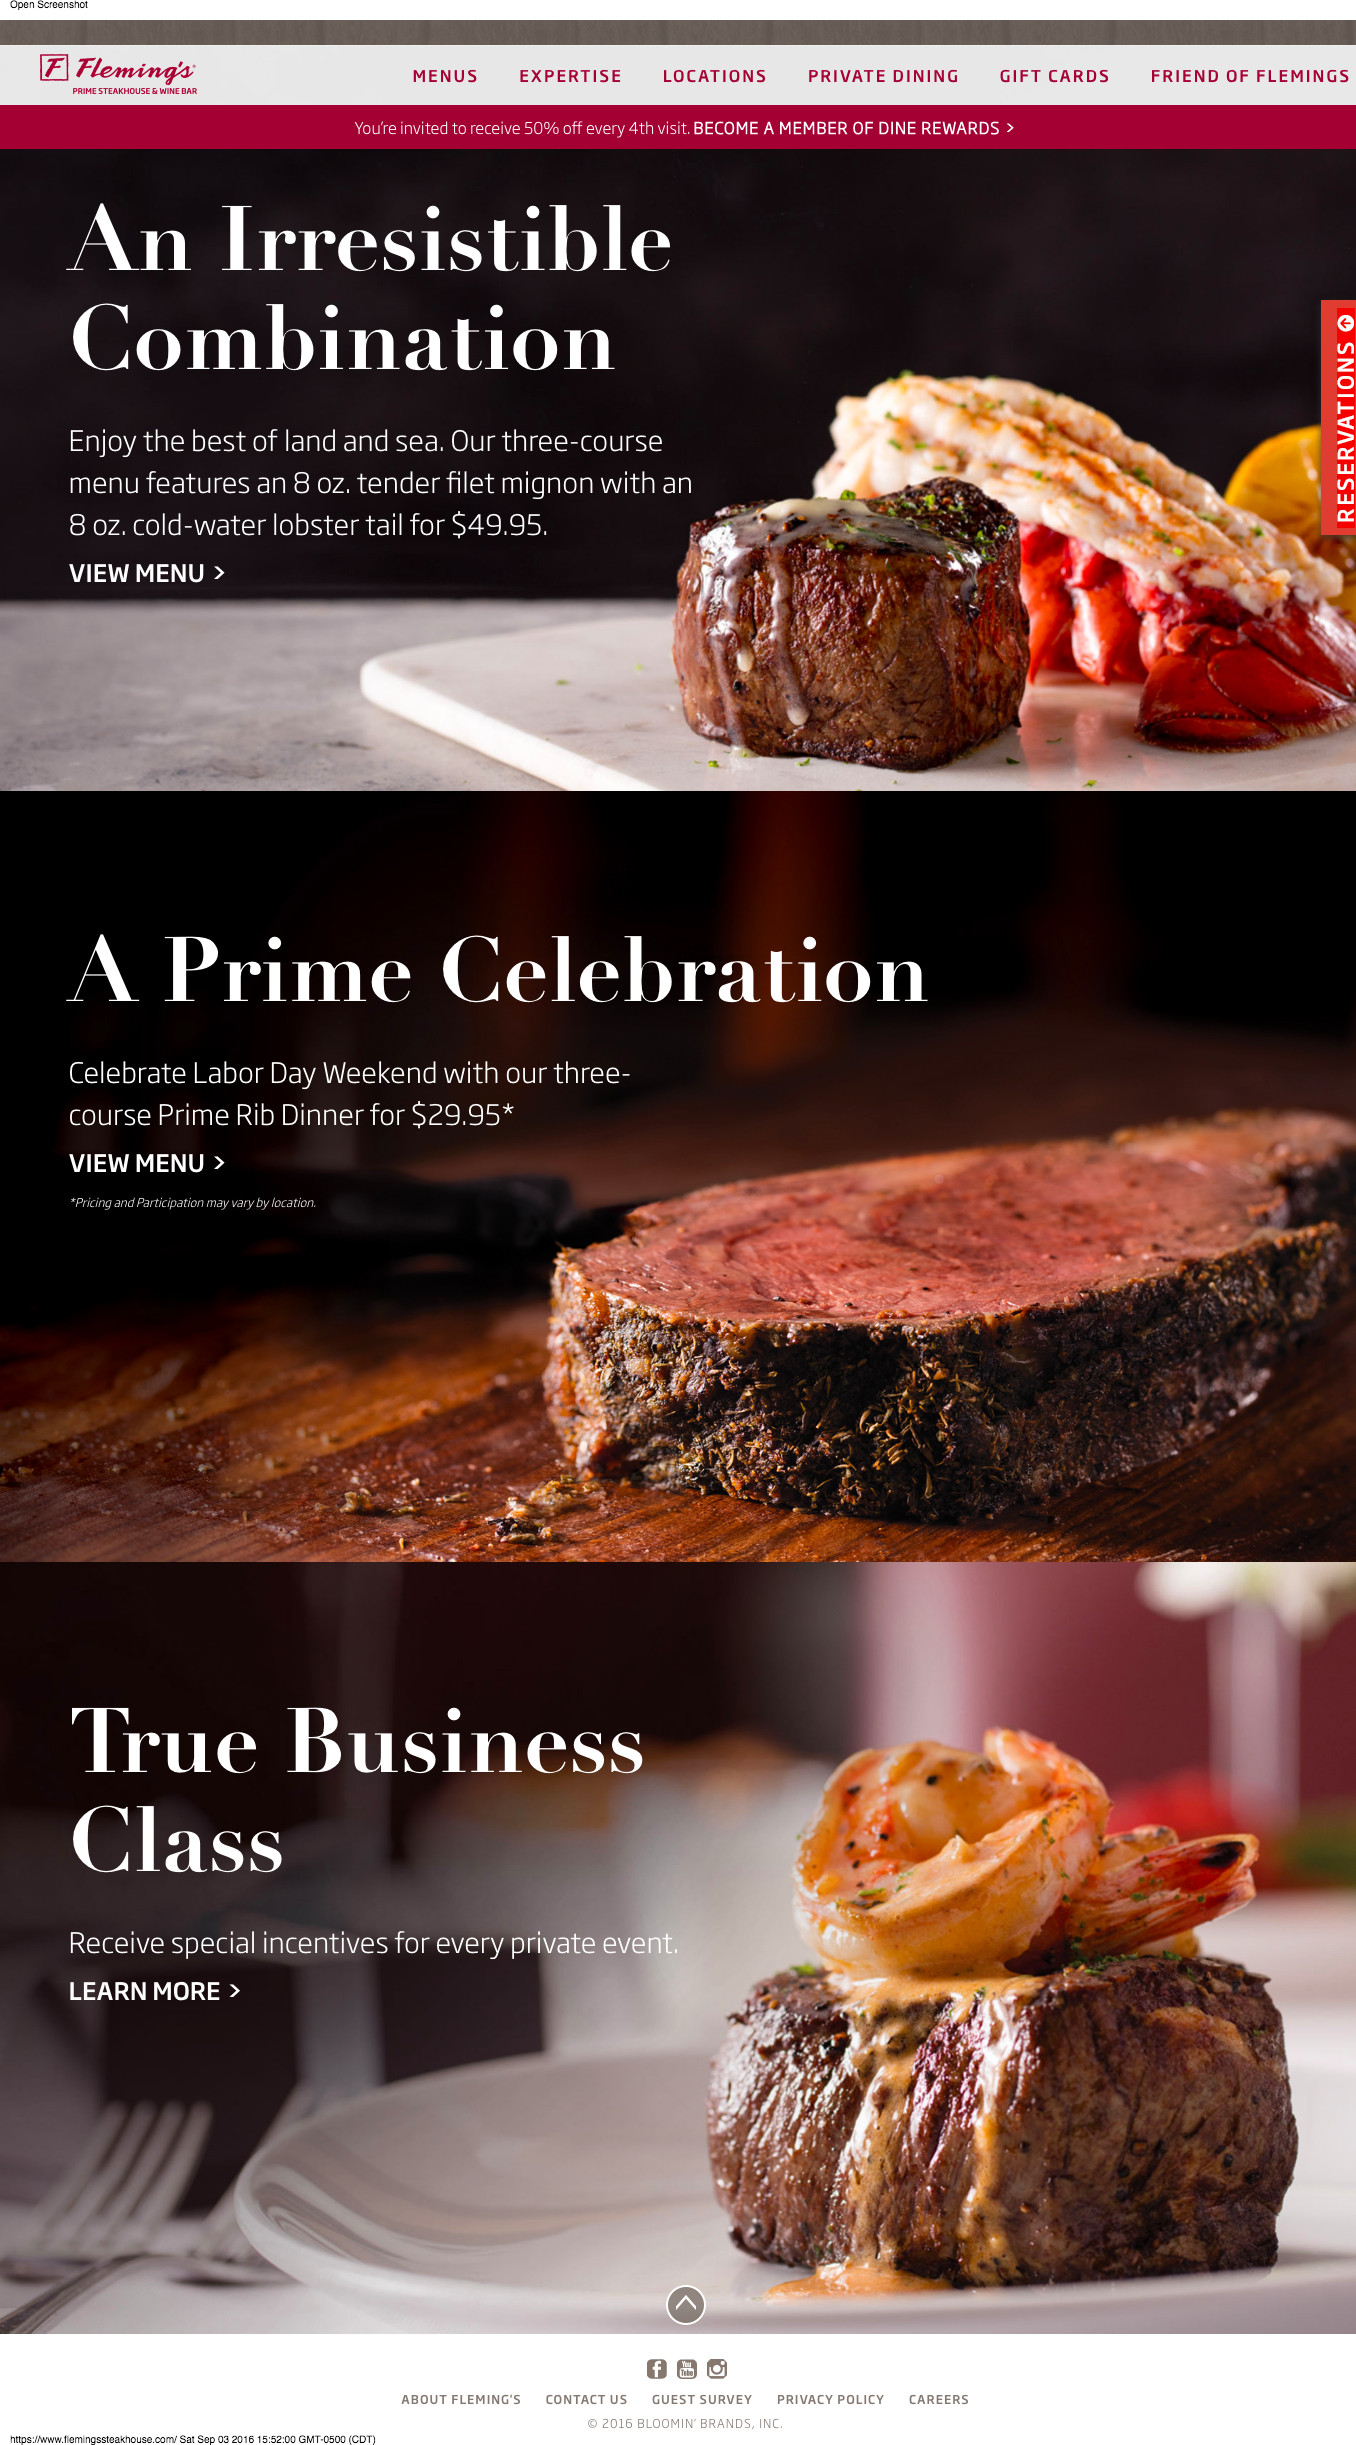 Open Screenshot
F Fleming's
PRIME STEAKHOUSE & WINE BAR
MENUS EXPERTISE LOCATIONS PRIVATE DINING GIFT CARDS FRIEND OF FLEMINGS
You're invited to receive 50% off every 4th visit. BECOME A MEMBER OF DINE REWARDS >
An Irresistible
Combination
Enjoy the best of land and sea. Our three-course
menu features an 8 oz. tender filet mignon with an
8 oz. cold-water lobster tail for $49.95.
VIEW MENU >
RESERVATIONS
A Prime Celebration
Celebrate Labor Day Weekend with our three-
course Prime Rib Dinner for $29.95*
VIEW MENU >
*Pricing and Participation may vary by location.
True Business
Class
Receive special incentives for every private event.
LEARN MORE >
f You Tube
ABOUT FLEMING'S CONTACT US GUEST SURVEY PRIVACY POLICY CAREERS
© 2016 BLOOMIN' BRANDS, INC.
https://www.flemingssteakhouse.com/ Sat Sep 03 2016 15:52:00 GMT-0500 (CDT)